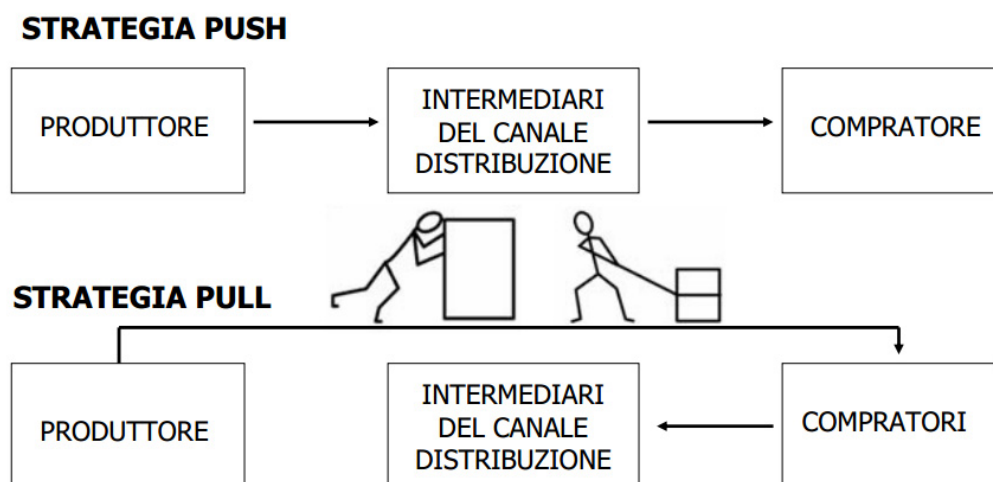 STRATEGIA PUSH
PRODUTTORE
INTERMEDIARI
DEL CANALE
DISTRIBUZIONE
COMPRATORE
STRATEGIA PULL
PRODUTTORE
INTERMEDIARI
DEL CANALE
DISTRIBUZIONE
COMPRATORI